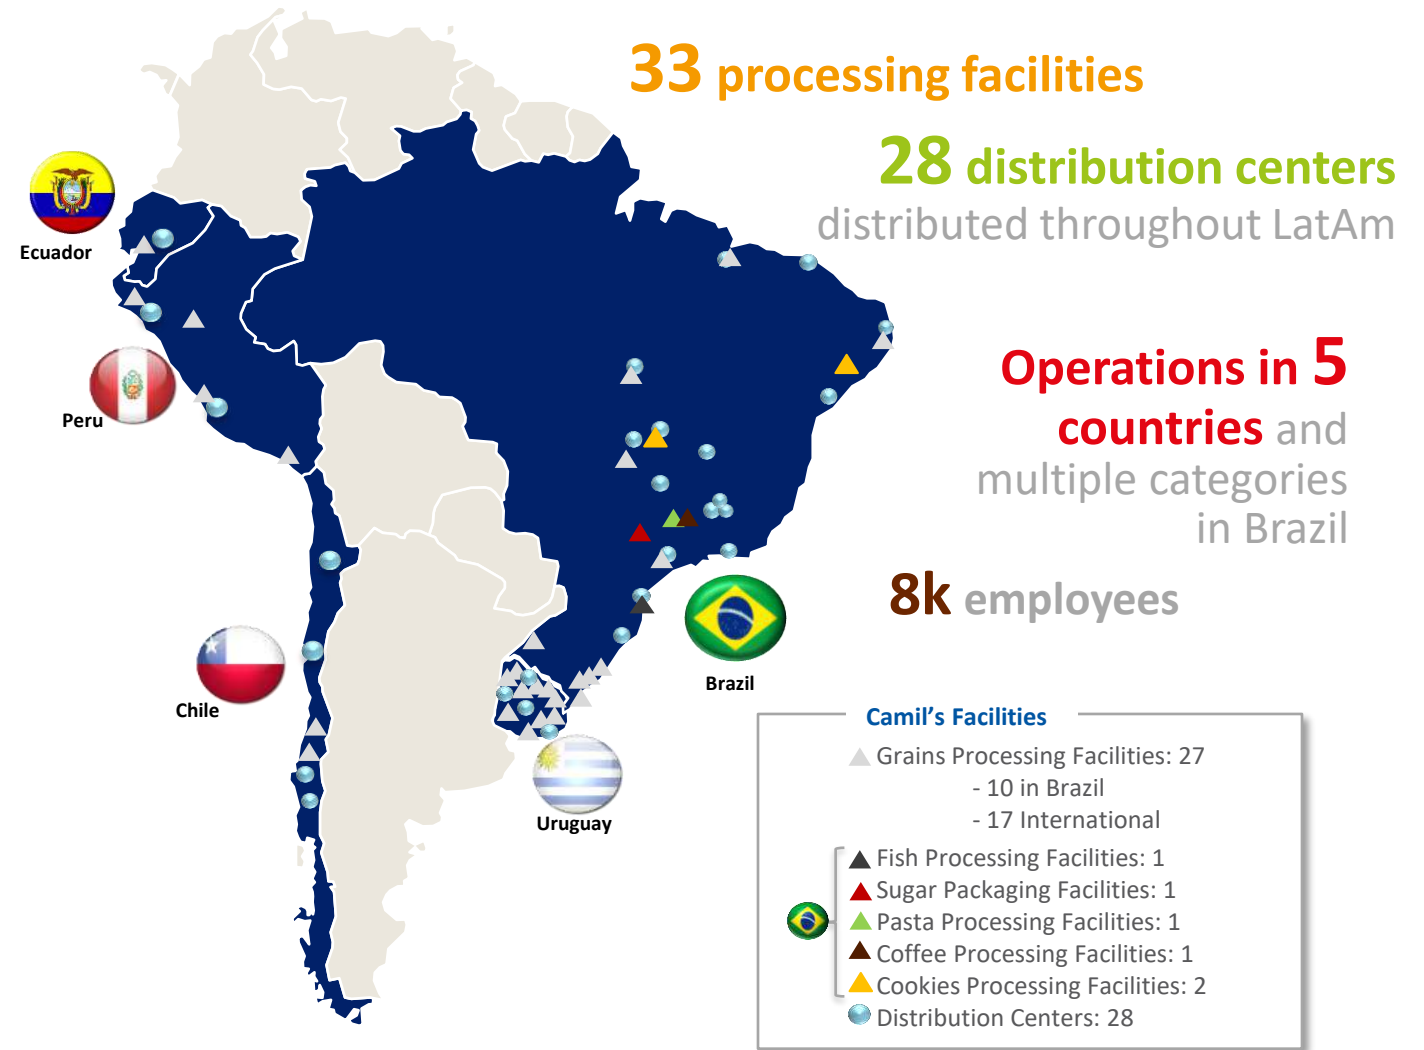 33 processing facilities
28 distribution centers
distributed throughout LatAm
Ecuador
Operations in 5
countries and
multiple categories
in Brazil
Peru
8k employees
Brazil
Chile
Uruguay
Camil's Facilities
Grains Processing Facilities: 27
- 10 in Brazil
- 17 International
Fish Processing Facilities: 1
Sugar Packaging Facilities: 1
Pasta Processing Facilities: 1
Coffee Processing Facilities: 1
Cookies Processing Facilities: 2
Distribution Centers: 28